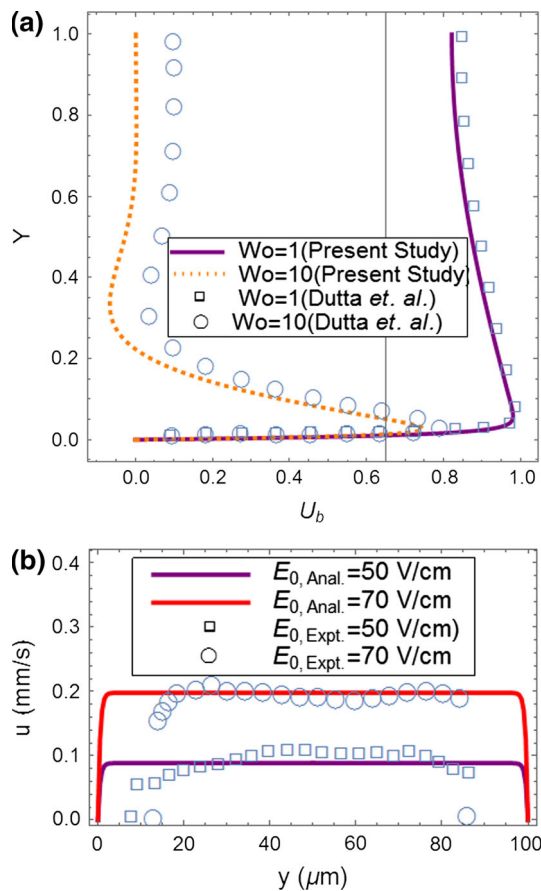 (a)
1.0
0.8
0.6
0.4
0.2
0.0
Y
Wo=1(Present Study)
Wo=10(Present Study)
Wo=1(Dutta et. al.)
Wo=10(Dutta et. al.)
0.0 0.2 0.4 0.6 0.8 1.0
U_b
(b)
0.4
0.3
0.2
0.1
0.0
u (mm/s)
E_0, Anal.=50 V/cm
E_0, Anal.=70 V/cm
E_0, Expt.=50 V/cm)
E_0, Expt.=70 V/cm
0 20 40 60 80 100
y (μm)